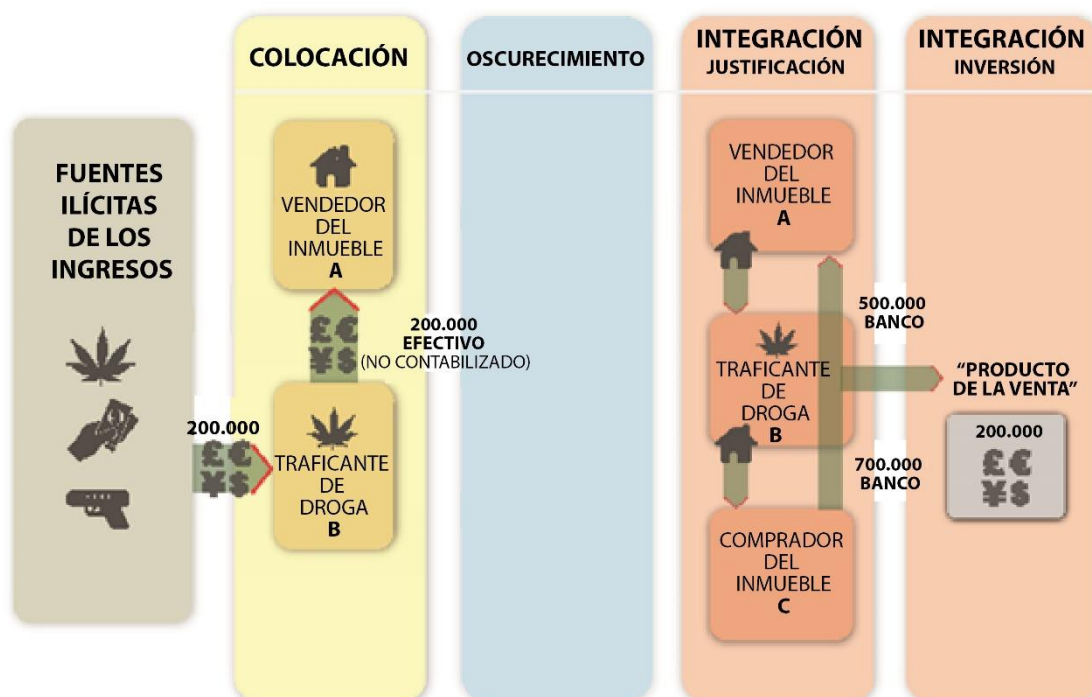 FUENTES
ILÍCITAS
DE LOS
INGRESOS
200.000
£ €
¥ $
COLOCACIÓN
VENDEDOR
DEL
INMUEBLE
A
£ €
¥ $
200.000
EFECTIVO
(NO CONTABILIZADO)
TRAFICANTE
DE
DROGA
B
OSCURECIMIENTO
INTEGRACIÓN
JUSTIFICACIÓN
VENDEDOR
DEL
INMUEBLE
A
500.000
BANCO
TRAFICANTE
DE
DROGA
B
700.000
BANCO
COMPRADOR
DEL
INMUEBLE
C
INTEGRACIÓN
INVERSIÓN
“PRODUCTO
DE LA VENTA”
200.000
£ €
¥ $